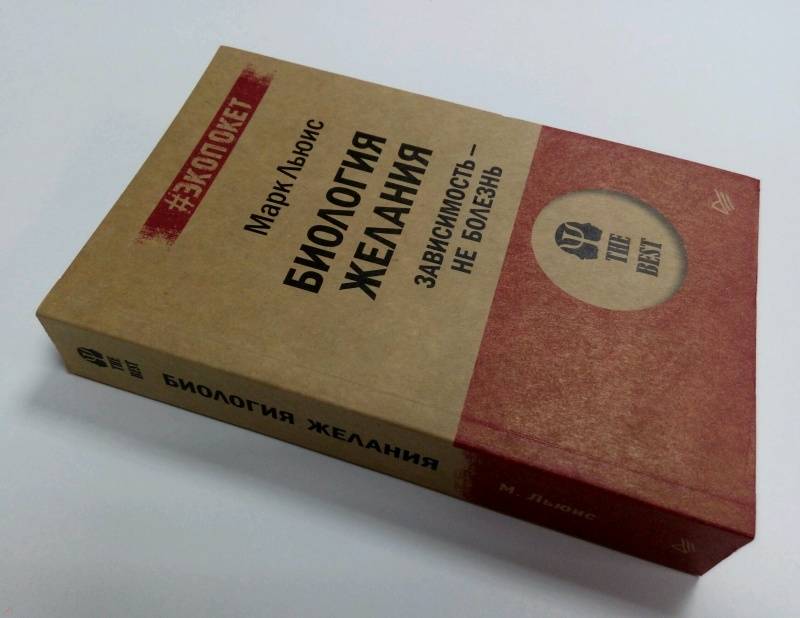 #ЭКОПОКЕТ
Марк Льюис
БИОЛОГИЯ
ЖЕЛАНИЯ
ЗАВИСИМОСТЬ –
НЕ БОЛЕЗНЬ
THE
BEST
THE
BEST
БИОЛОГИЯ ЖЕЛАНИЯ
М. Льюис